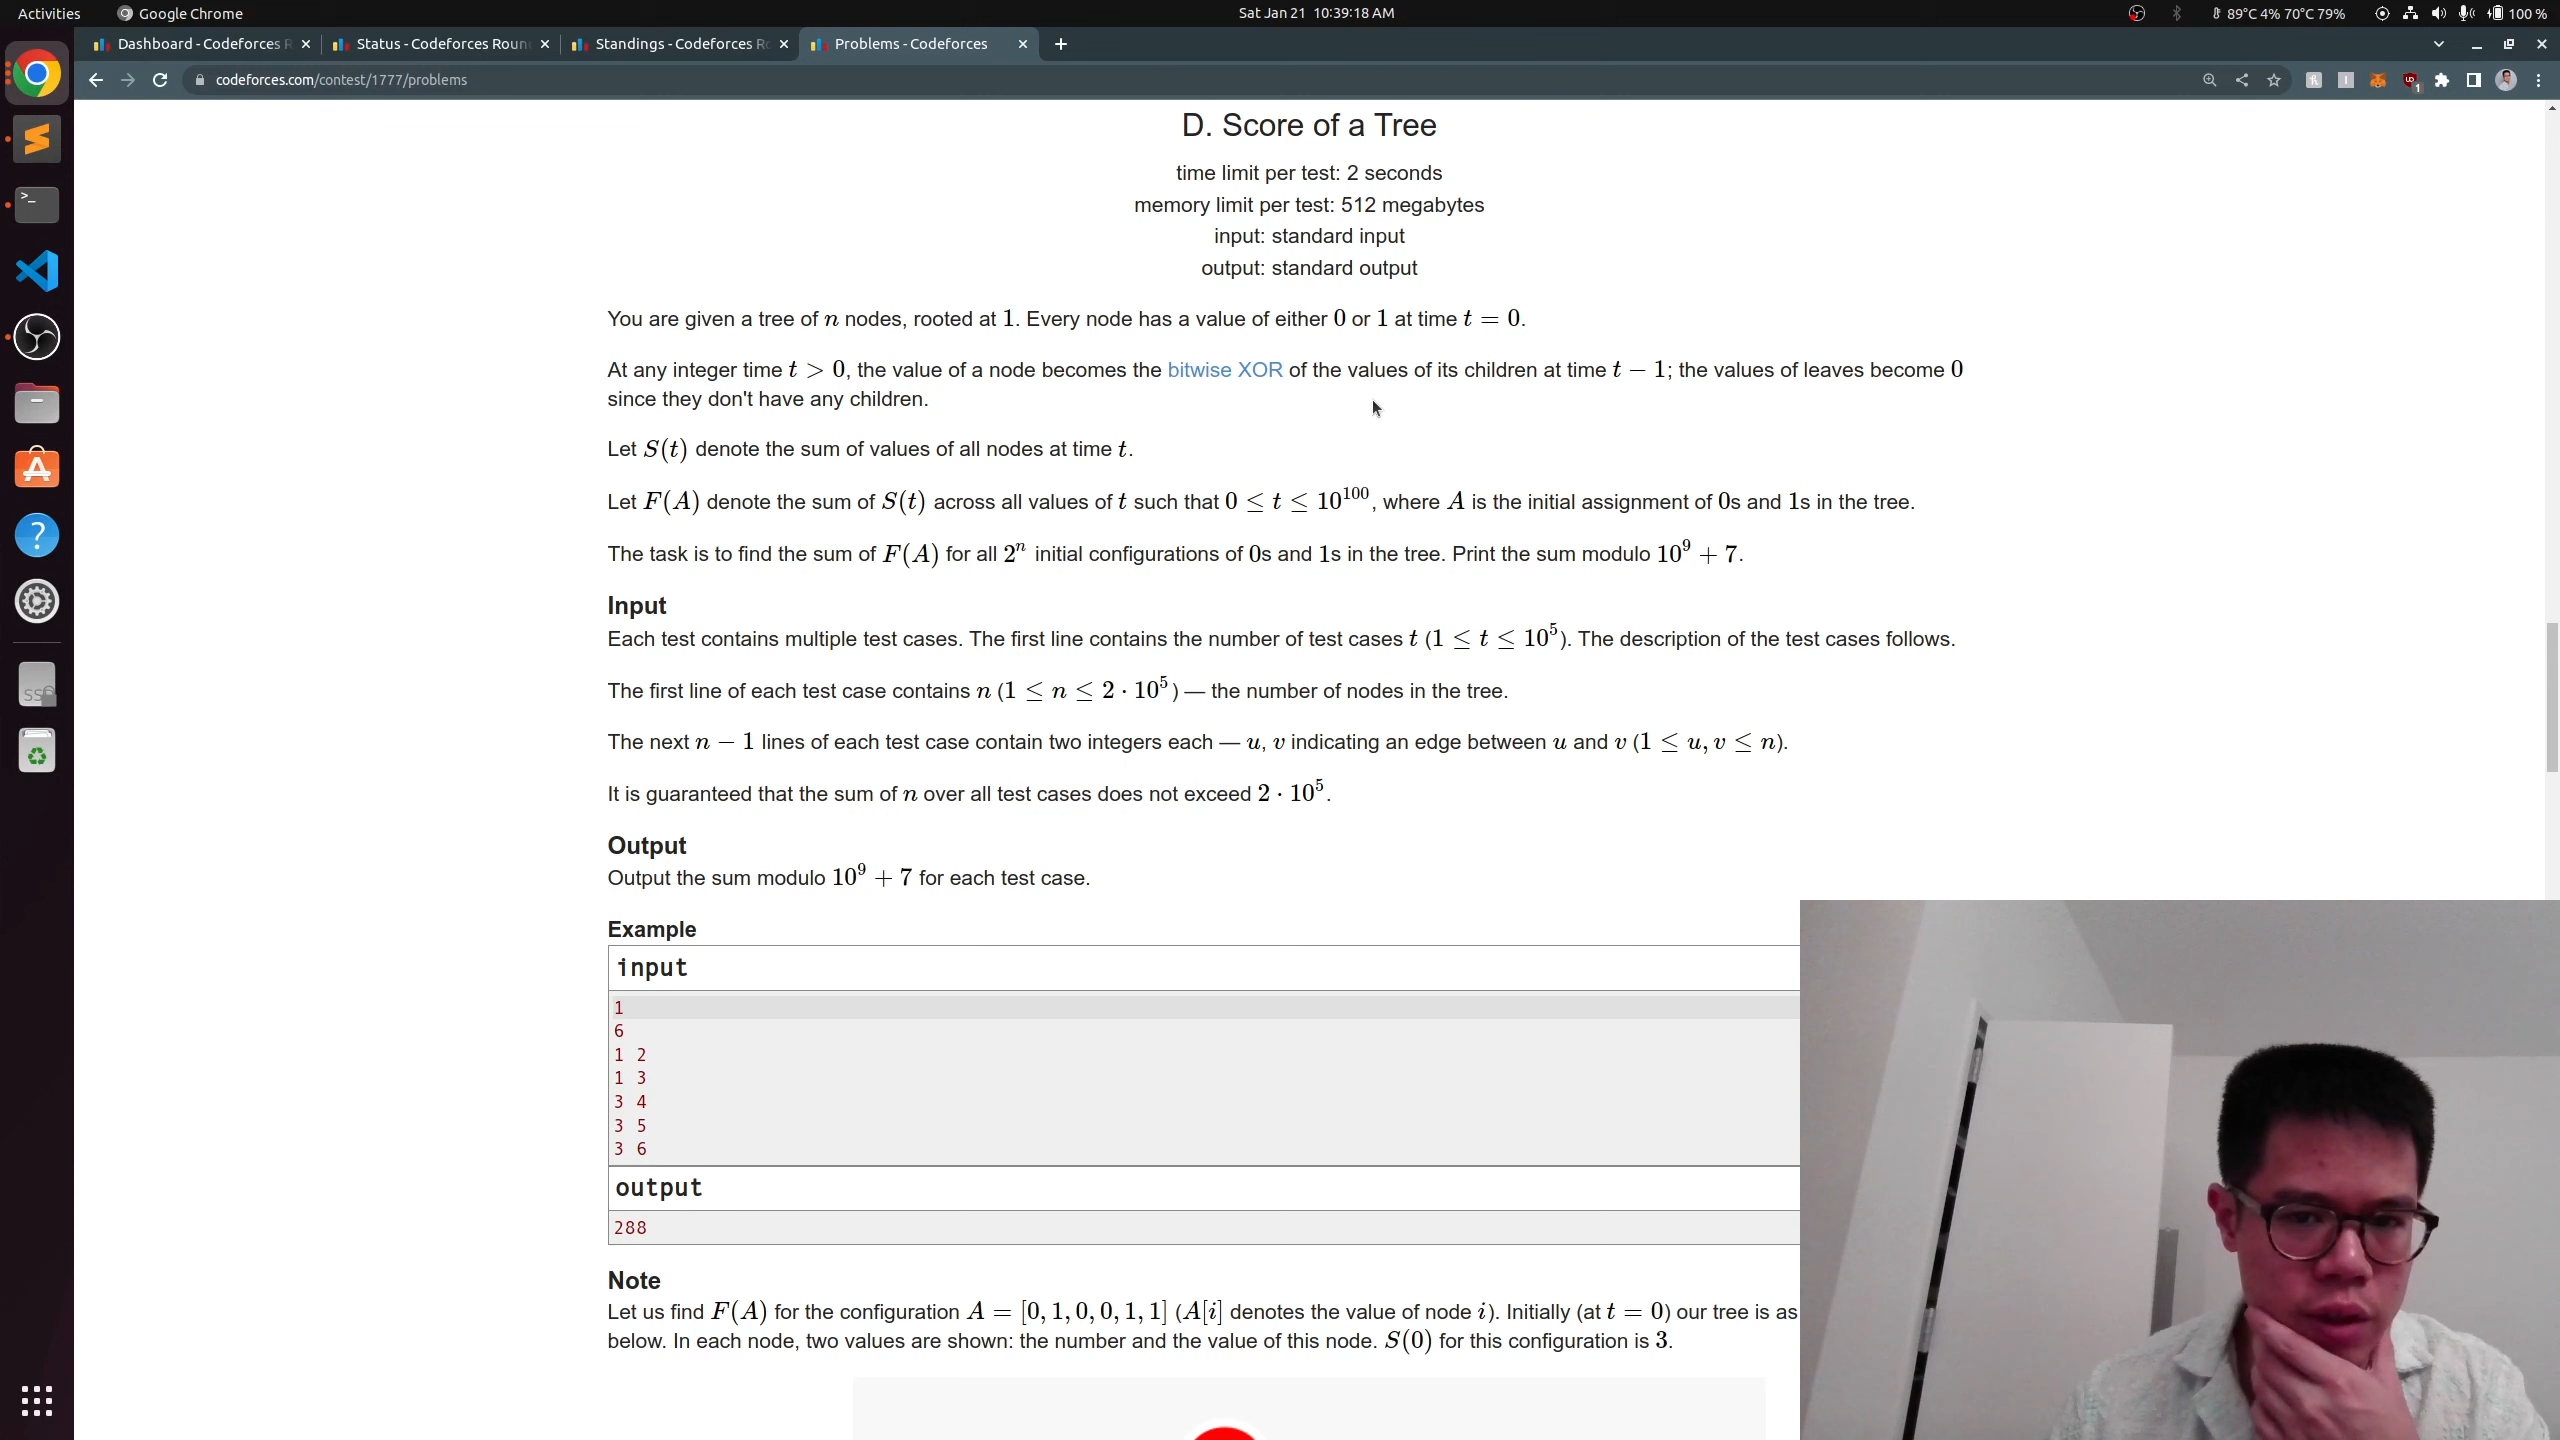 Activities
Google Chrome
Sat Jan 21 10:39:18 AM
89°C 4% 70°C 79%
100 %
Dashboard - Codeforces R
Status - Codeforces Roun
Standings - Codeforces Ro
Problems - Codeforces
codeforces.com/contest/1777/problems
D. Score of a Tree
time limit per test: 2 seconds
memory limit per test: 512 megabytes
input: standard input
output: standard output
You are given a tree of n nodes, rooted at 1. Every node has a value of either 0 or 1 at time t = 0.
At any integer time t > 0, the value of a node becomes the bitwise XOR of the values of its children at time t − 1; the values of leaves become 0
since they don't have any children.
Let S(t) denote the sum of values of all nodes at time t.
Let F(A) denote the sum of S(t) across all values of t such that 0 ≤ t ≤ 10^100, where A is the initial assignment of 0s and 1s in the tree.
The task is to find the sum of F(A) for all 2^n initial configurations of 0s and 1s in the tree. Print the sum modulo 10^9 + 7.
Input
Each test contains multiple test cases. The first line contains the number of test cases t (1 ≤ t ≤ 10^5). The description of the test cases follows.
The first line of each test case contains n (1 ≤ n ≤ 2 · 10^5) — the number of nodes in the tree.
The next n − 1 lines of each test case contain two integers each — u, v indicating an edge between u and v (1 ≤ u, v ≤ n).
It is guaranteed that the sum of n over all test cases does not exceed 2 · 10^5.
Output
Output the sum modulo 10^9 + 7 for each test case.
Example
input
1
6
1 2
1 3
3 4
3 5
3 6
output
288
Note
Let us find F(A) for the configuration A = [0, 1, 0, 0, 1, 1] (A[i] denotes the value of node i). Initially (at t = 0) our tree is as
below. In each node, two values are shown: the number and the value of this node. S(0) for this configuration is 3.